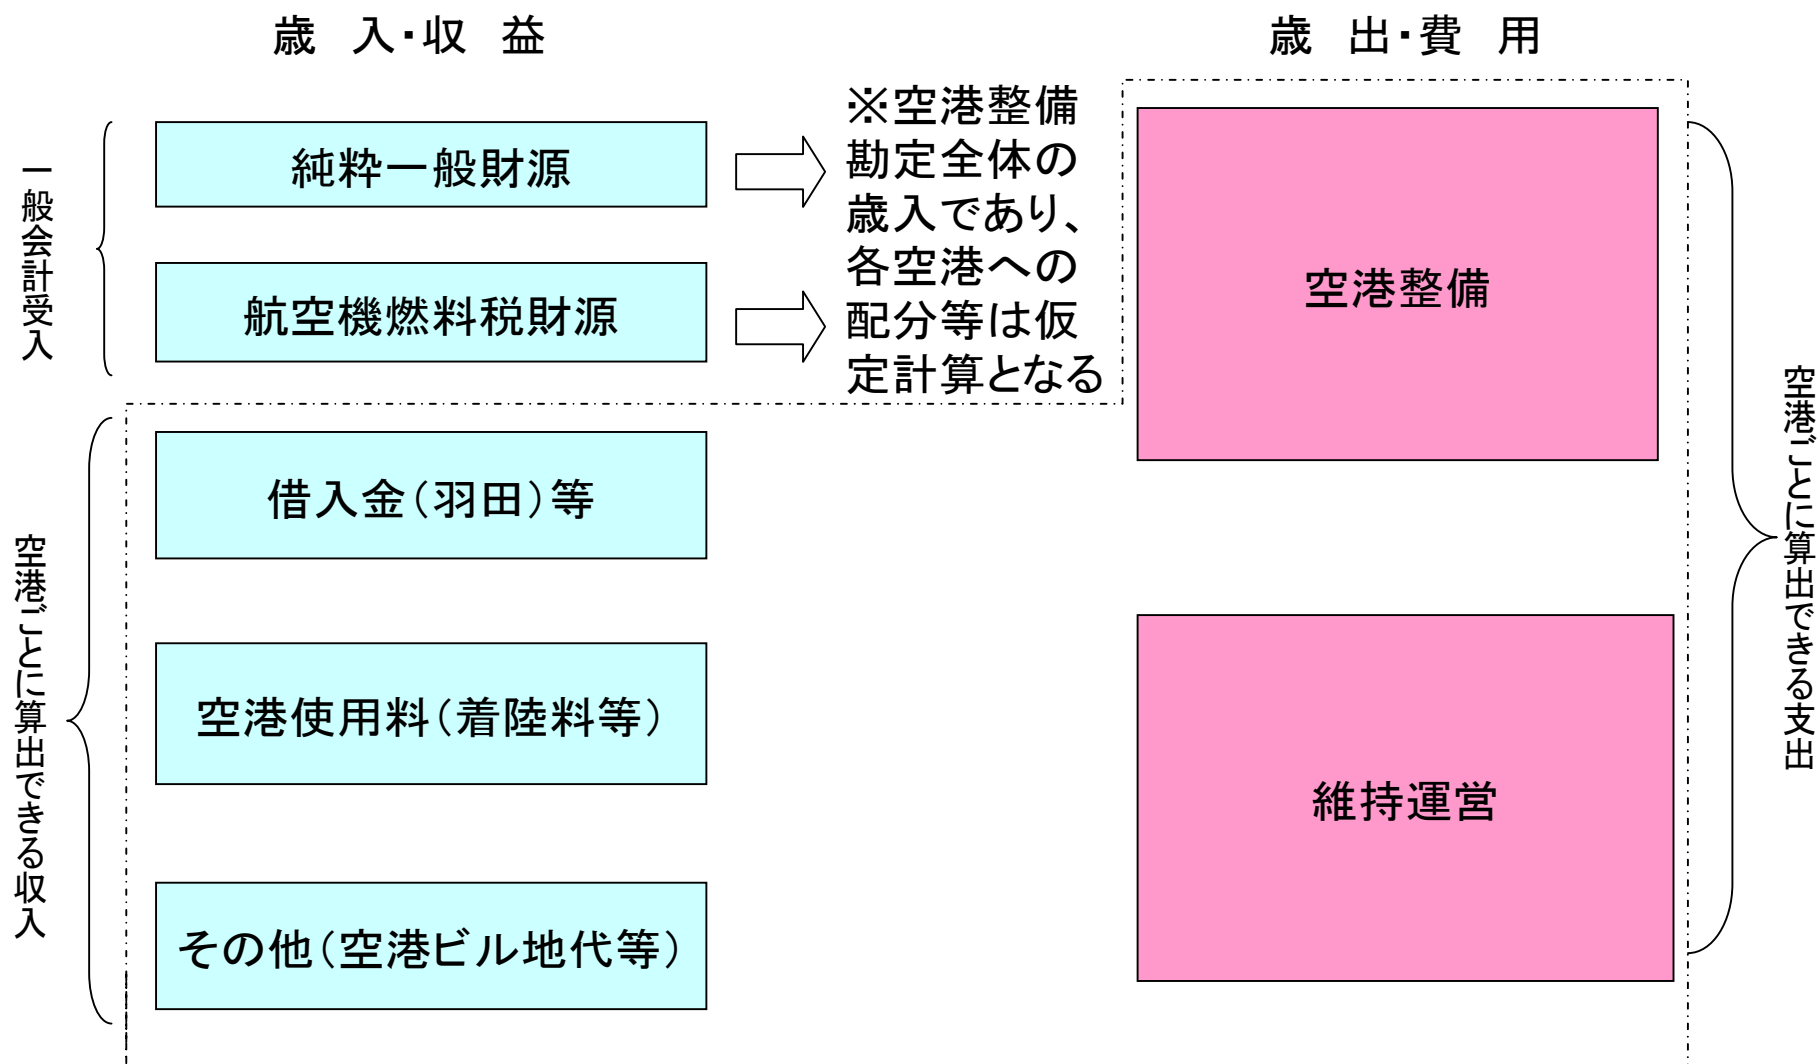 歳　入・収　益
歳　出・費　用
一般会計受入
純粋一般財源
航空機燃料税財源
※空港整備
勘定全体の
歳入であり、
各空港への
配分等は仮
定計算となる
空港ごとに算出できる収入
借入金（羽田）等
空港使用料（着陸料等）
その他（空港ビル地代等）
空港整備
維持運営
空港ごとに算出できる支出